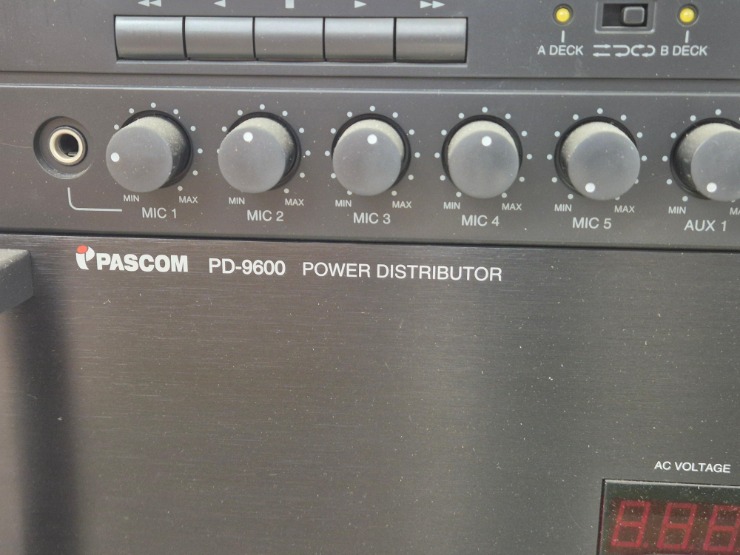 A DECK B DECK
MIN MAX MIN MAX MIN MAX MIN MAX MIN MAX MIN
MIC 1 MIC 2 MIC 3 MIC 4 MIC 5 AUX 1
PASCOM PD-9600 POWER DISTRIBUTOR
AC VOLTAGE